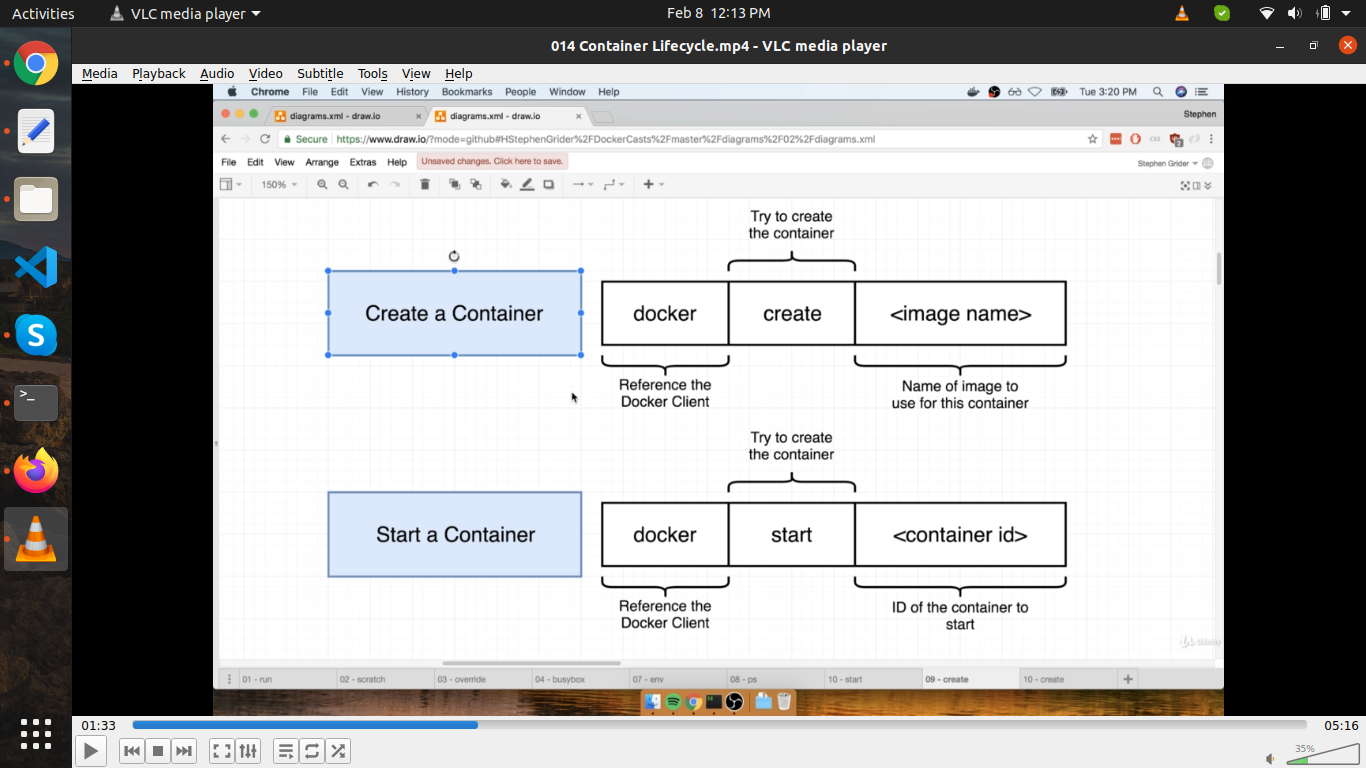 Activities
VLC media player
Feb 8 12:13 PM
014 Container Lifecycle.mp4 - VLC media player
Media Playback Audio Video Subtitle Tools View Help
Chrome File Edit View History Bookmarks People Window Help
Tue 3:20 PM
diagrams.xml - draw.io
diagrams.xml - draw.io
Stephen
Secure https://www.draw.io/?mode=github#HStephenGrider%2FDockerCasts%2Fmaster%2Fdiagrams%2F02%2Fdiagrams.xml
File Edit View Arrange Extras Help
Unsaved changes. Click here to save.
Stephen Grider
150%
Try to create
the container
Create a Container
docker
create
<image name>
Reference the
Docker Client
Name of image to
use for this container
Try to create
the container
Start a Container
docker
start
<container id>
Reference the
Docker Client
ID of the container to
start
01 - run
02 - scratch
03 - override
04 - busybox
07 - env
08 - ps
10 - start
09 - create
10 - create
01:33
05:16
35%